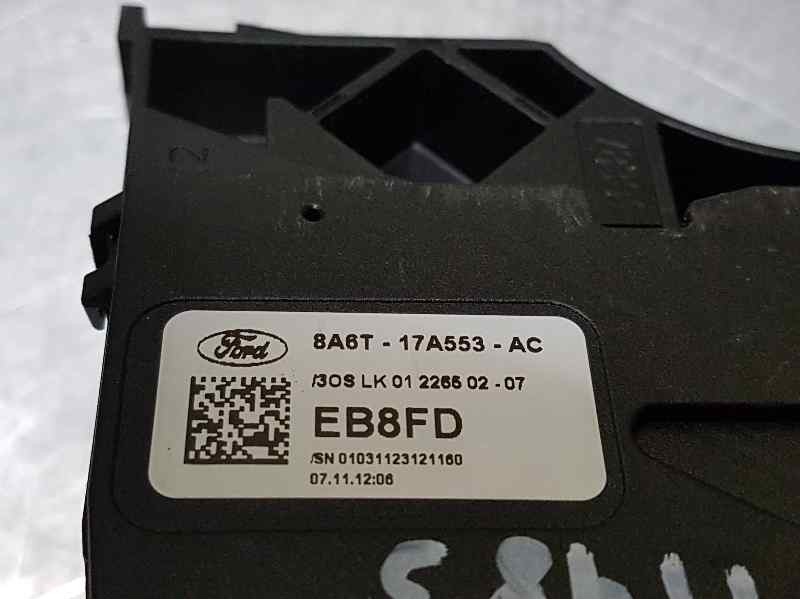 Ford
8A6T - 17A553 - AC
/3OS LK 01 2265 02 - 07
EB8FD
/SN 01031123121160
07.11.12:06